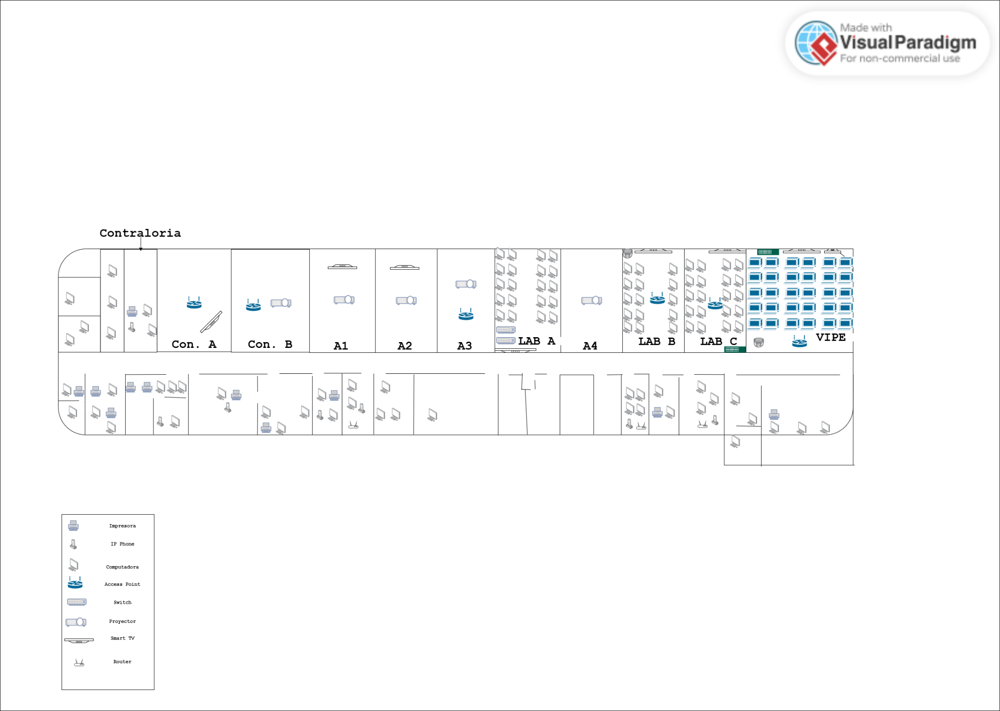 Made with
Visual Paradigm
For non-commercial use
Contraloria
Con. A
Con. B
A1
A2
A3
LAB A
A4
LAB B
LAB C
VIPE
Impresora
IP Phone
Computadora
Access Point
Switch
Proyector
Smart TV
Router